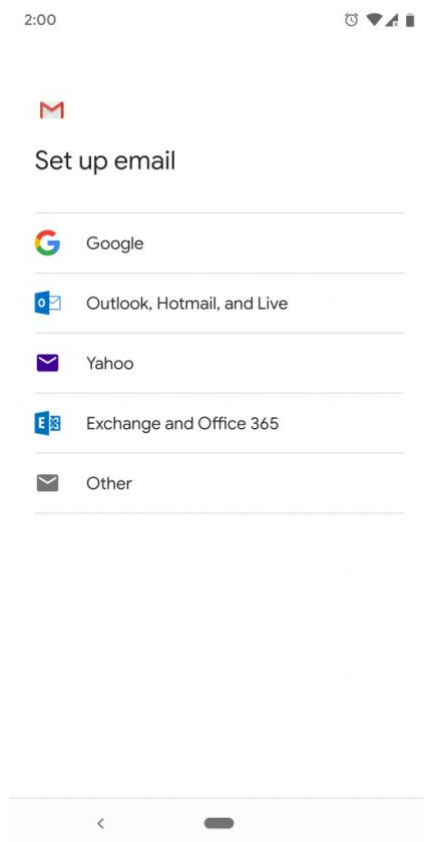 2:00
Set up email
Google
Outlook, Hotmail, and Live
Yahoo
Exchange and Office 365
Other